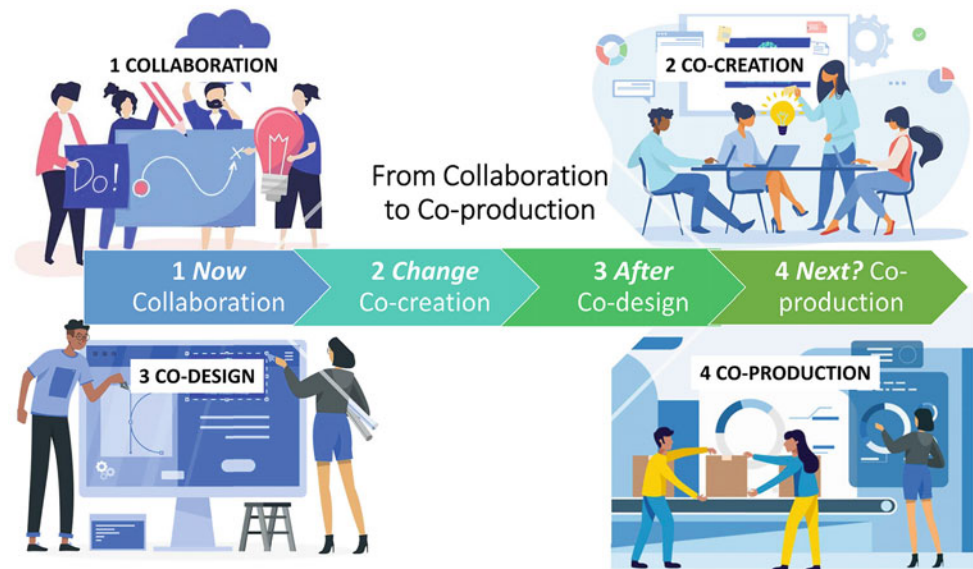 1 COLLABORATION
2 CO-CREATION
Do!
From Collaboration
to Co-production
1 Now
Collaboration
2 Change
Co-creation
3 After
Co-design
4 Next? Co-
production
3 CO-DESIGN
4 CO-PRODUCTION